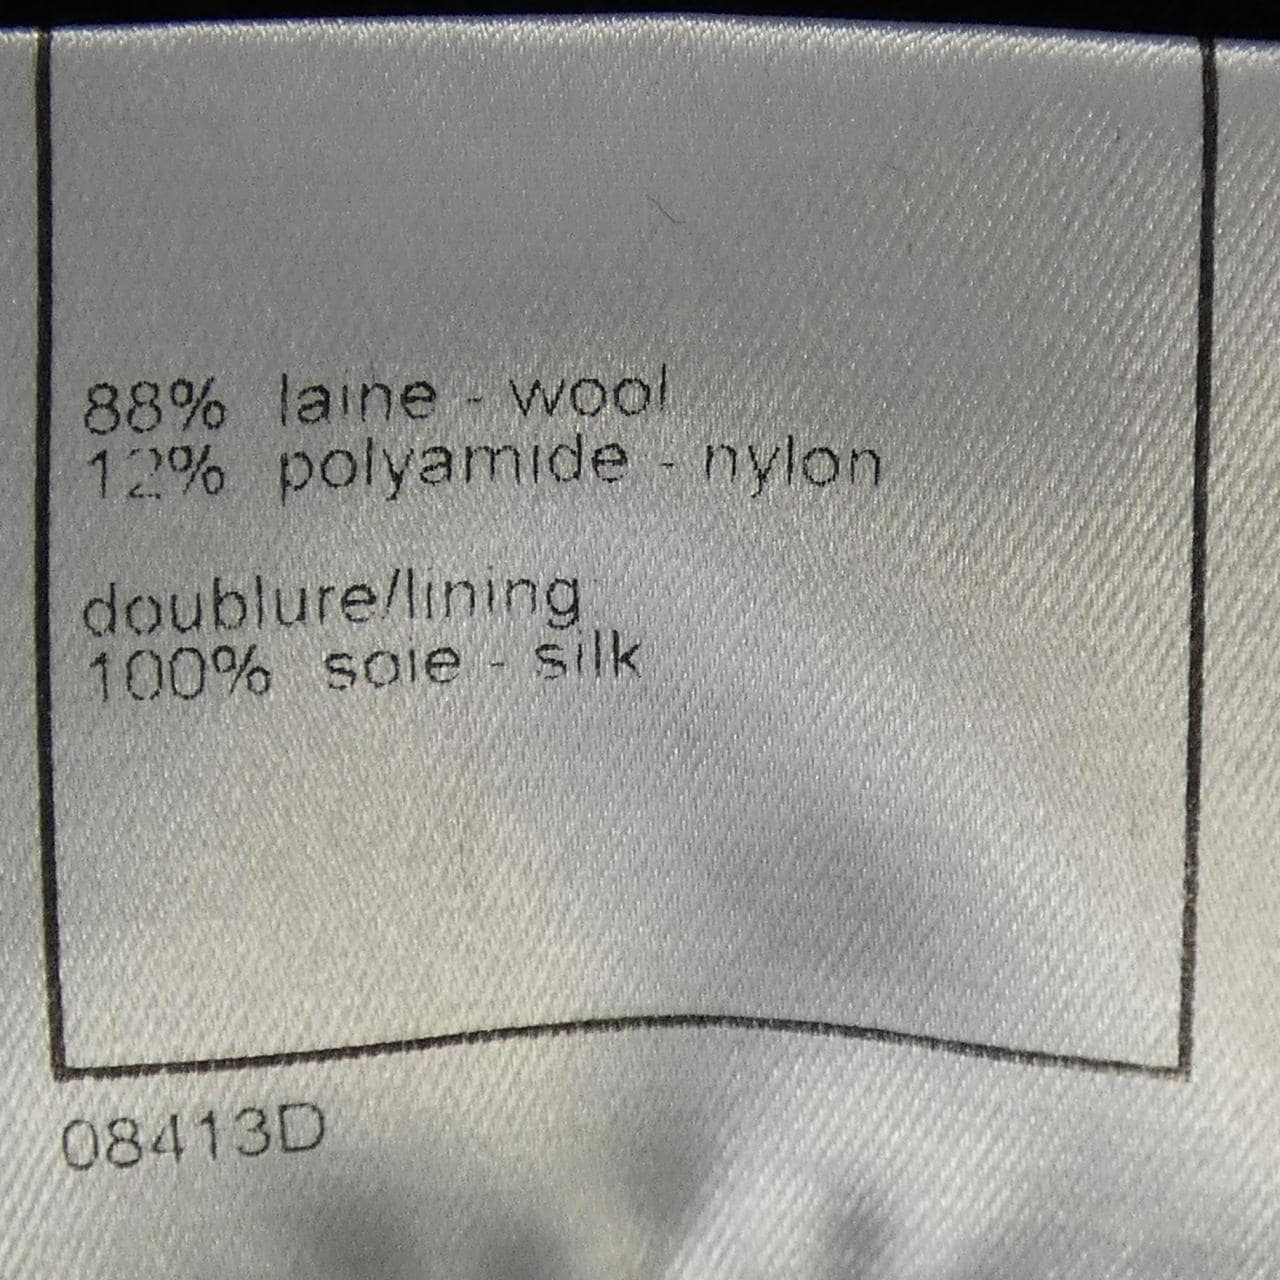 88% laine - wool
12% polyamide - nylon
doublure/lining
100% soie - silk
08413D